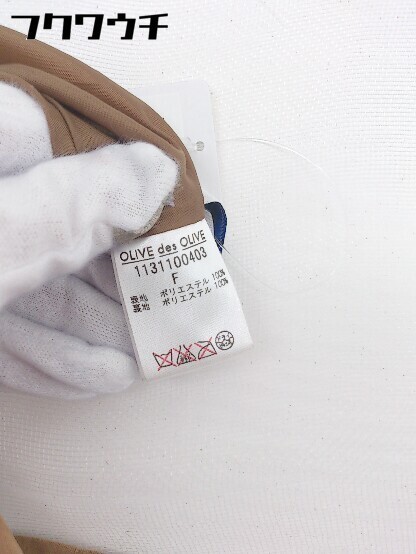 フクワウチ
OLIVE des OLIVE
1131100403
F
表地 ポリエステル 100%
裏地 ポリエステル 100%